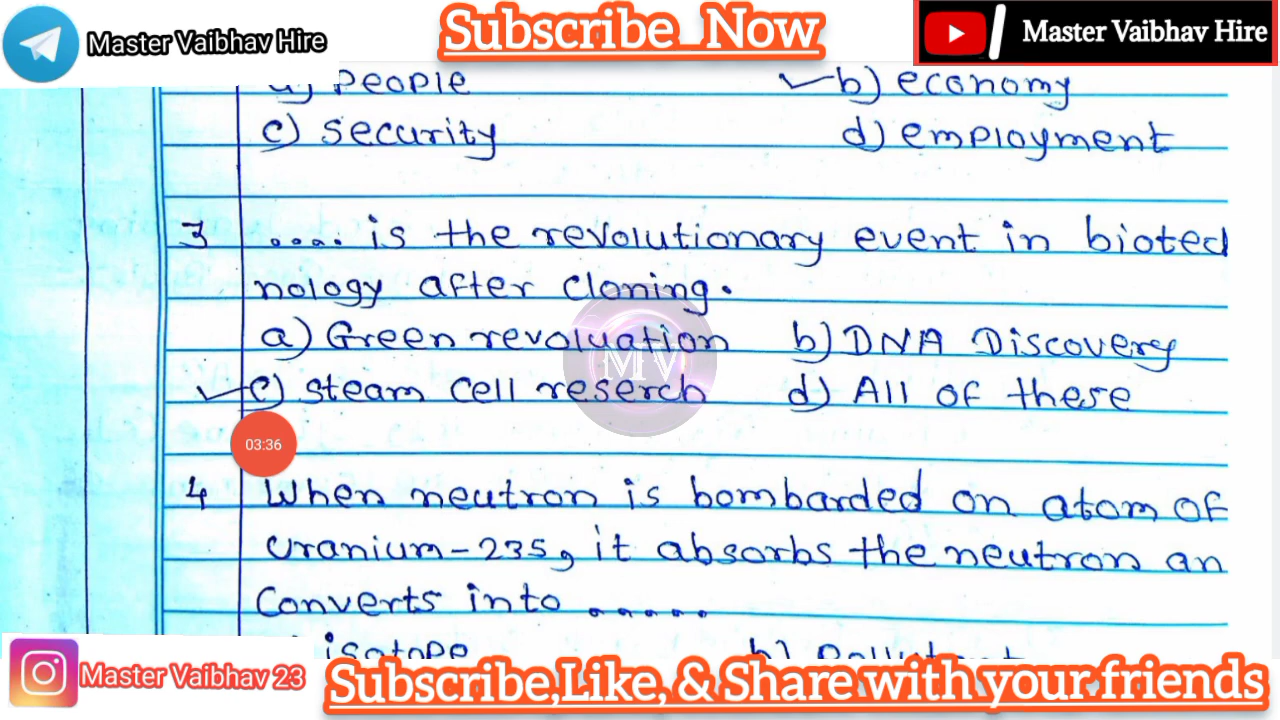 Master Vaibhav Hire
Subscribe Now
Master Vaibhav Hire
a) people b) economy
c) security d) employment
3 .... is the revolutionary event in biotec
nology after cloning.
a) Green revoluation b) DNA Discovery
c) steam cell reserch d) All of these
MV
03:36
4 When neutron is bombarded on atom of
Uranium-235, it absorbs the neutron an
Converts into .....
isotope b) Pollutant
Master Vaibhav 23
Subscribe,Like, & Share with your friends